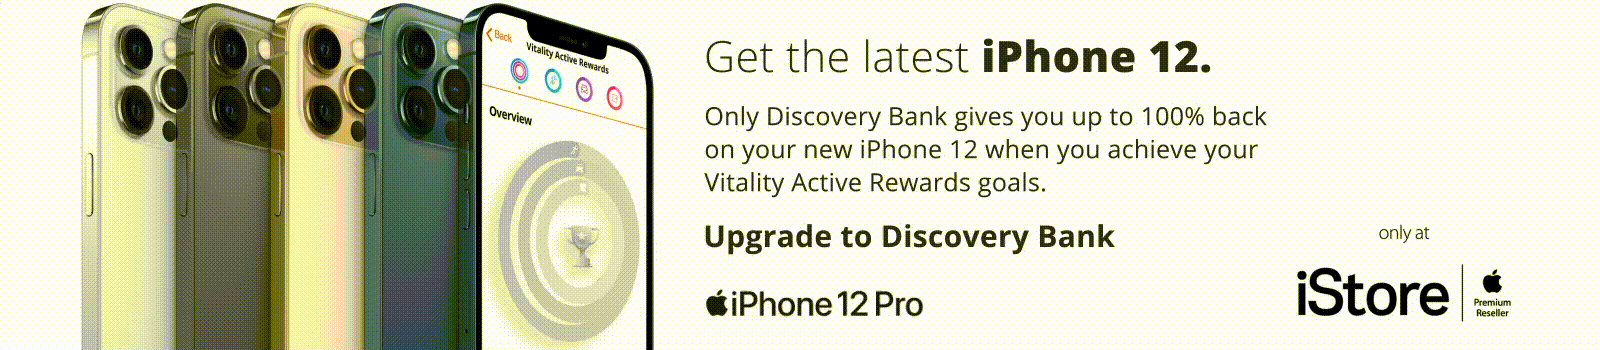 Back
Vitality Active Rewards
Overview
Get the latest iPhone 12.
Only Discovery Bank gives you up to 100% back
on your new iPhone 12 when you achieve your
Vitality Active Rewards goals.
Upgrade to Discovery Bank
iPhone 12 Pro
only at
iStore
Premium
Reseller